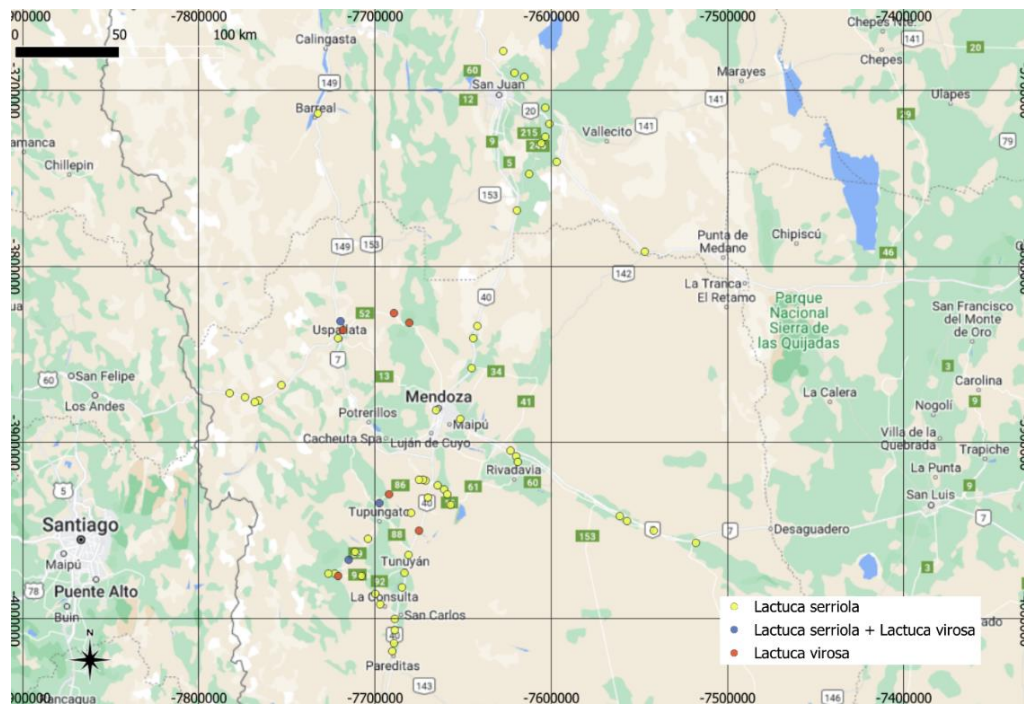 -7800000
-7700000
-7600000
-7500000
-7400000
0
50
100 km
Calingasta
Chepes
141
20
60
San Juan
Marayes
149
12
141
Ulapes
Barreal
20
29
215
Vallecito
141
9
79
Chillepin
5
153
149
153
Punta de
Medano
Chipiscú
46
142
La Tranca
El Retamo
40
Parque
Nacional
Sierra de
las Quijadas
San Francisco
del Monte
de Oro
52
Uspallata
7
3
60
San Felipe
13
34
Carolina
Los Andes
Mendoza
41
La Calera
9
Potrerillos
Nogolí
Maipú
Cacheuta Spa
Luján de Cuyo
Villa de la
Quebrada
Trapiche
Rivadavia
La Punta
5
86
61
60
9
40
San Luis
Tupungato
Santiago
7
88
153
7
Desaguadero
Maipú
Tunuyán
3
78
Puente Alto
92
La Consulta
Buin
San Carlos
Lactuca serriola
Lactuca serriola + Lactuca virosa
Lactuca virosa
N
Pareditas
143
146
-7800000
-7700000
-7600000
-7500000
-7400000